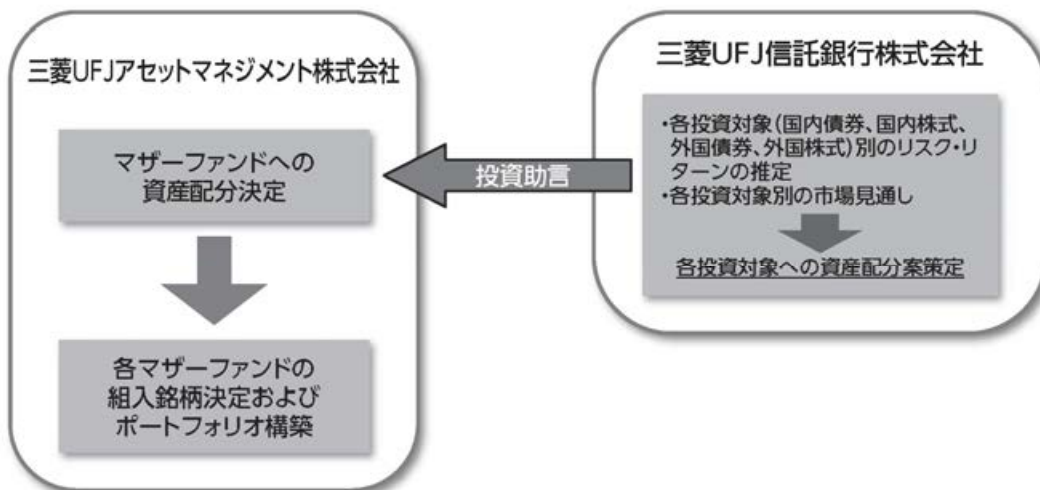 三菱UFJアセットマネジメント株式会社
マザーファンドへの
資産配分決定
各マザーファンドの
組入銘柄決定および
ポートフォリオ構築
投資助言
三菱UFJ信託銀行株式会社
・各投資対象(国内債券、国内株式、
外国債券、外国株式)別のリスク・リ
ターンの推定
・各投資対象別の市場見通し
各投資対象への資産配分案策定